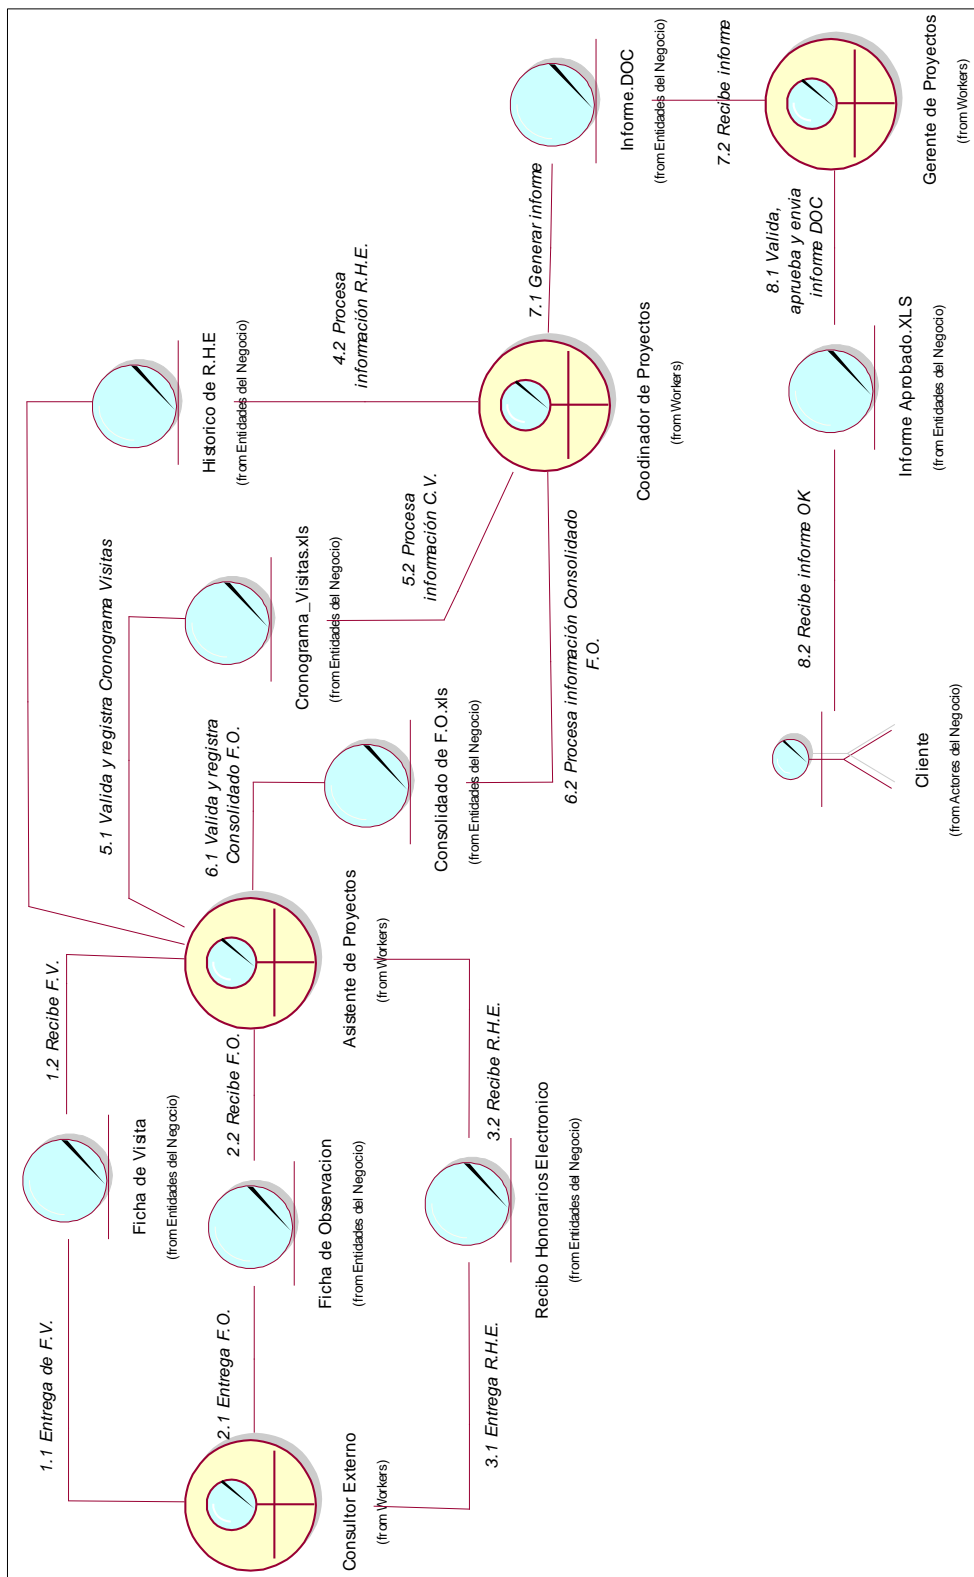 1.1 Entrega de F.V.
Ficha de Visita
(from Entidades del Negocio)
1.2 Recibe F.V.
5.1 Valida y registra Cronograma Visitas
Historico de R.H.E
(from Entidades del Negocio)
4.2 Procesa
información R.H.E.
Cronograma_Visitas.xls
(from Entidades del Negocio)
5.2 Procesa
información C.V.
6.1 Valida y registra
Consolidado F.O.
Consolidado de F.O.xls
(from Entidades del Negocio)
6.2 Procesa información Consolidado
F.O.
Consultor Externo
(from Workers)
2.1 Entrega F.O.
Ficha de Observacion
(from Entidades del Negocio)
2.2 Recibe F.O.
Asistente de Proyectos
(from Workers)
3.1 Entrega R.H.E.
Recibo Honorarios Electronico
(from Entidades del Negocio)
3.2 Recibe R.H.E.
Coodinador de Proyectos
(from Workers)
7.1 Generar informe
Informe.DOC
(from Entidades del Negocio)
7.2 Recibe informe
Gerente de Proyectos
(from Workers)
8.1 Valida,
aprueba y envia
informe DOC
Informe Aprobado.XLS
(from Entidades del Negocio)
8.2 Recibe informe OK
Cliente
(from Actores del Negocio)